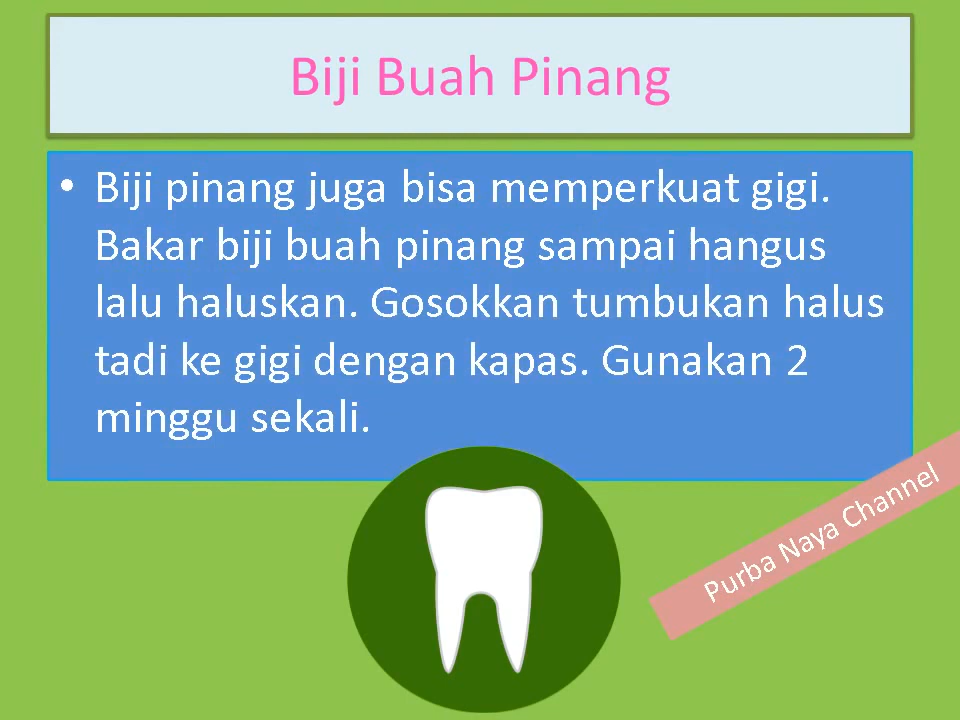 Biji Buah Pinang
• Biji pinang juga bisa memperkuat gigi.
Bakar biji buah pinang sampai hangus
lalu haluskan. Gosokkan tumbukan halus
tadi ke gigi dengan kapas. Gunakan 2
minggu sekali.
Purba Naya Channel